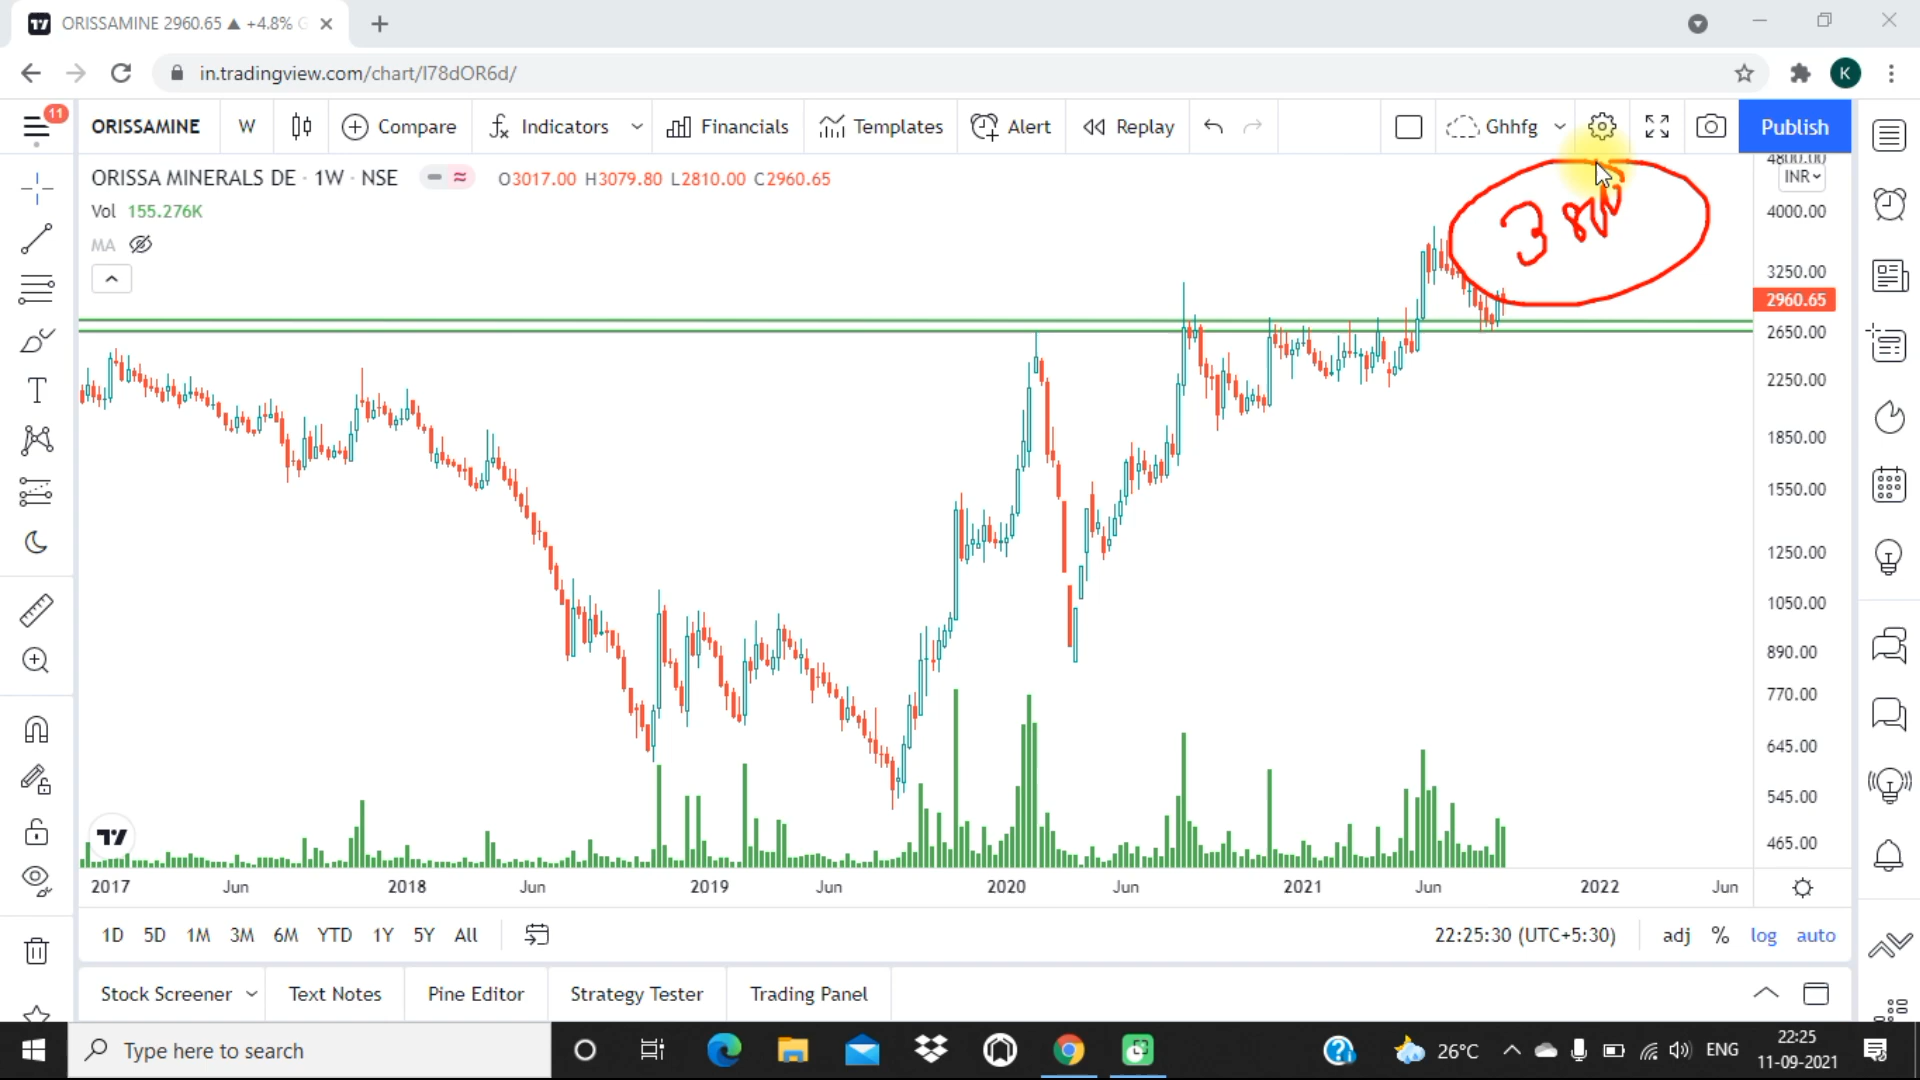 ORISSAMINE 2960.65 ▲ +4.8% G
in.tradingview.com/chart/I78dOR6d/
K
11
ORISSAMINE W Compare Indicators Financials Templates Alert Replay Ghhfg Publish
ORISSA MINERALS DE · 1W · NSE O3017.00 H3079.80 L2810.00 C2960.65
Vol 155.276K
MA
4800.00
INR
4000.00
3250.00
2960.65
2650.00
2250.00
1850.00
1550.00
1250.00
1050.00
890.00
770.00
645.00
545.00
465.00
2017 Jun 2018 Jun 2019 Jun 2020 Jun 2021 Jun 2022 Jun
1D 5D 1M 3M 6M YTD 1Y 5Y All 22:25:30 (UTC+5:30) adj % log auto
Stock Screener Text Notes Pine Editor Strategy Tester Trading Panel
Type here to search 26°C ENG 22:25
11-09-2021